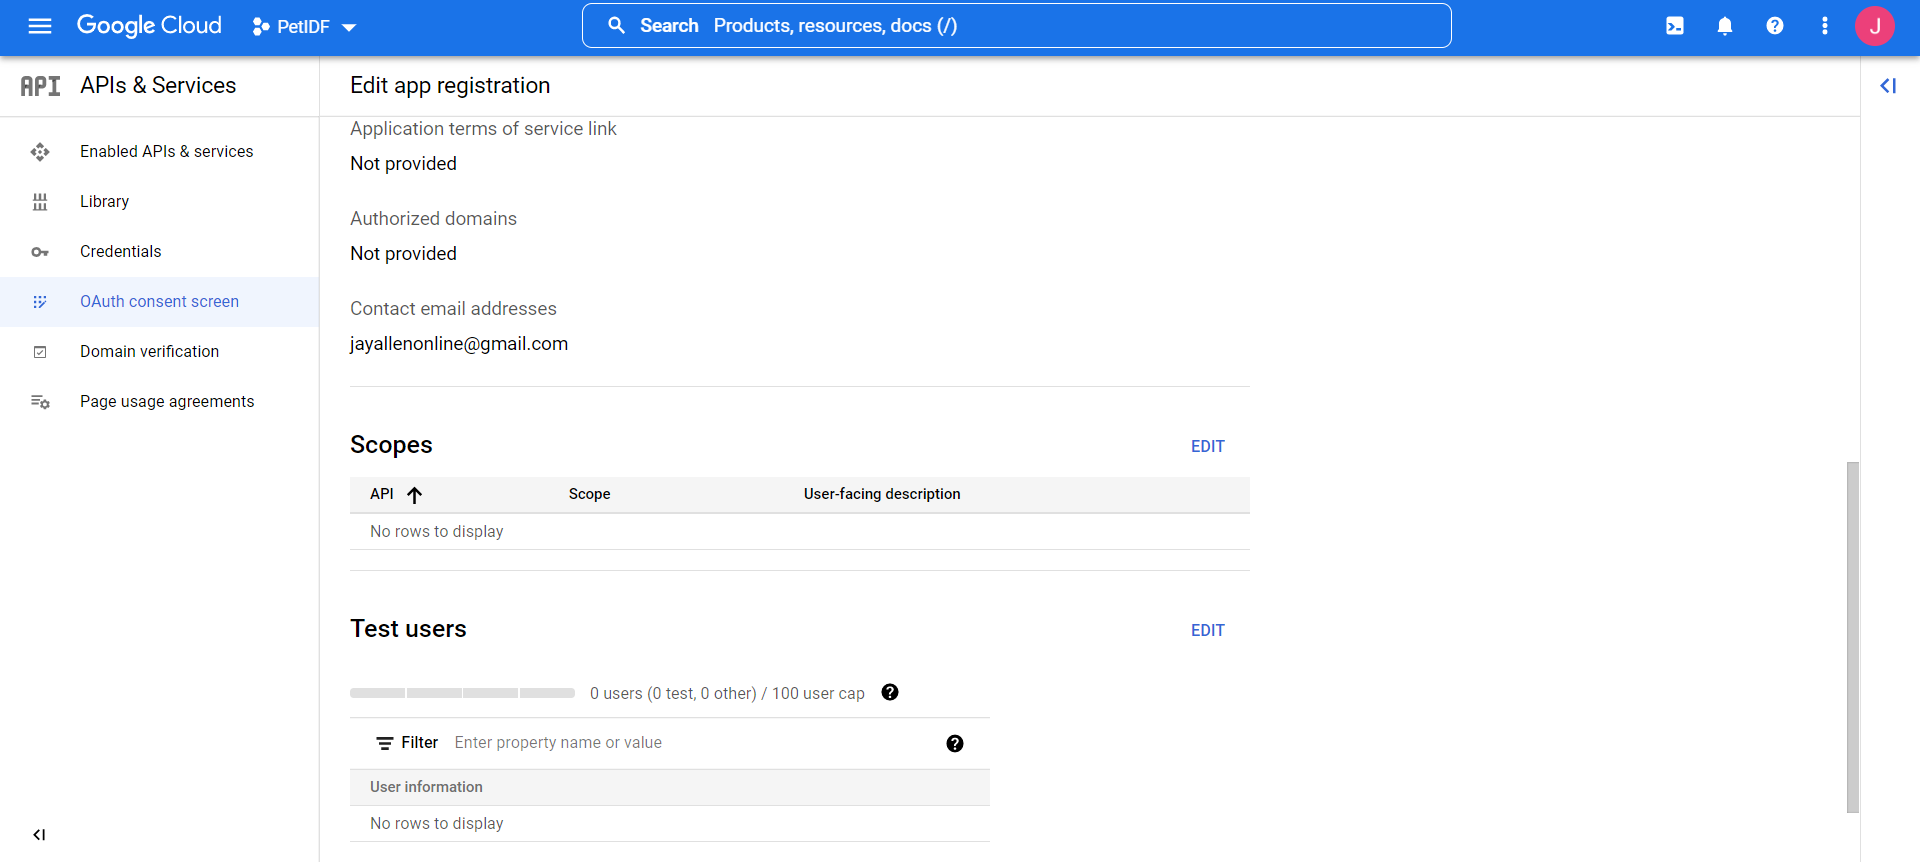 Google Cloud
PetIDF
Search Products, resources, docs (/)
J
API APIs & Services
Edit app registration
Enabled APIs & services
Library
Credentials
OAuth consent screen
Domain verification
Page usage agreements
Application terms of service link
Not provided
Authorized domains
Not provided
Contact email addresses
jayallenonline@gmail.com
Scopes
EDIT
API Scope User-facing description
No rows to display
Test users
EDIT
0 users (0 test, 0 other) / 100 user cap
Filter Enter property name or value
User information
No rows to display